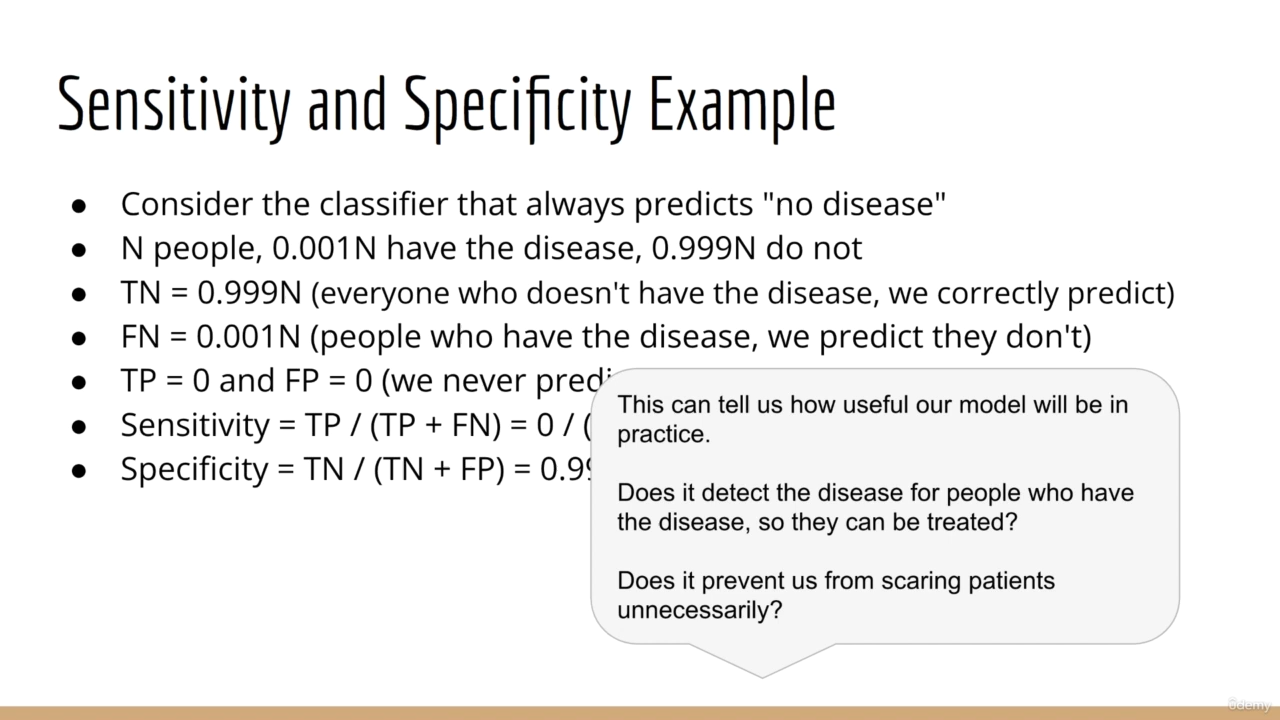 Sensitivity and Specificity Example
● Consider the classifier that always predicts "no disease"
● N people, 0.001N have the disease, 0.999N do not
● TN = 0.999N (everyone who doesn't have the disease, we correctly predict)
● FN = 0.001N (people who have the disease, we predict they don't)
● TP = 0 and FP = 0 (we never
● Sensitivity = TP / (TP + FN) = 0 / (
● Specificity = TN / (TN + FP) =
This can tell us how useful our model will be in
practice.
Does it detect the disease for people who have
the disease, so they can be treated?
Does it prevent us from scaring patients
unnecessarily?
ûdemy